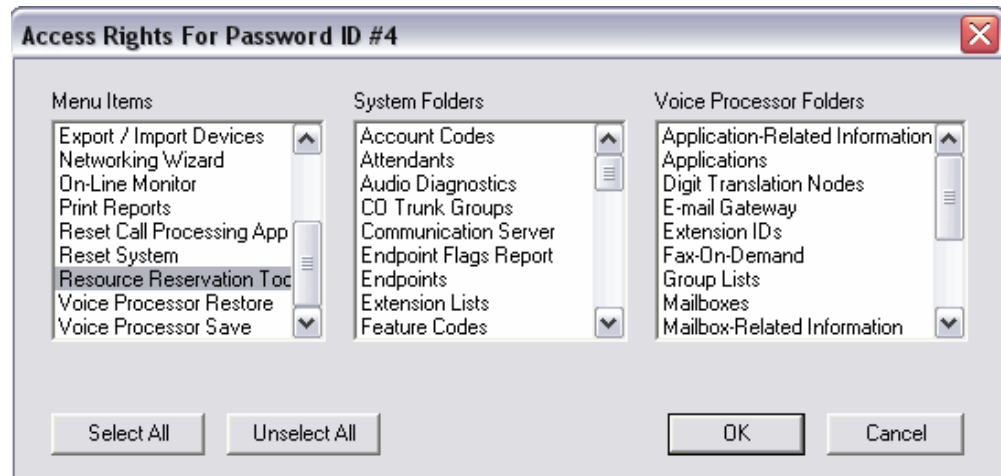 Access Rights For Password ID #4
Menu Items
Export / Import Devices
Networking Wizard
On-Line Monitor
Print Reports
Reset Call Processing App
Reset System
Resource Reservation Toc
Voice Processor Restore
Voice Processor Save
System Folders
Account Codes
Attendants
Audio Diagnostics
CO Trunk Groups
Communication Server
Endpoint Flags Report
Endpoints
Extension Lists
Feature Codes
Voice Processor Folders
Application-Related Information
Applications
Digit Translation Nodes
E-mail Gateway
Extension IDs
Fax-On-Demand
Group Lists
Mailboxes
Mailbox-Related Information
Select All
Unselect All
OK
Cancel